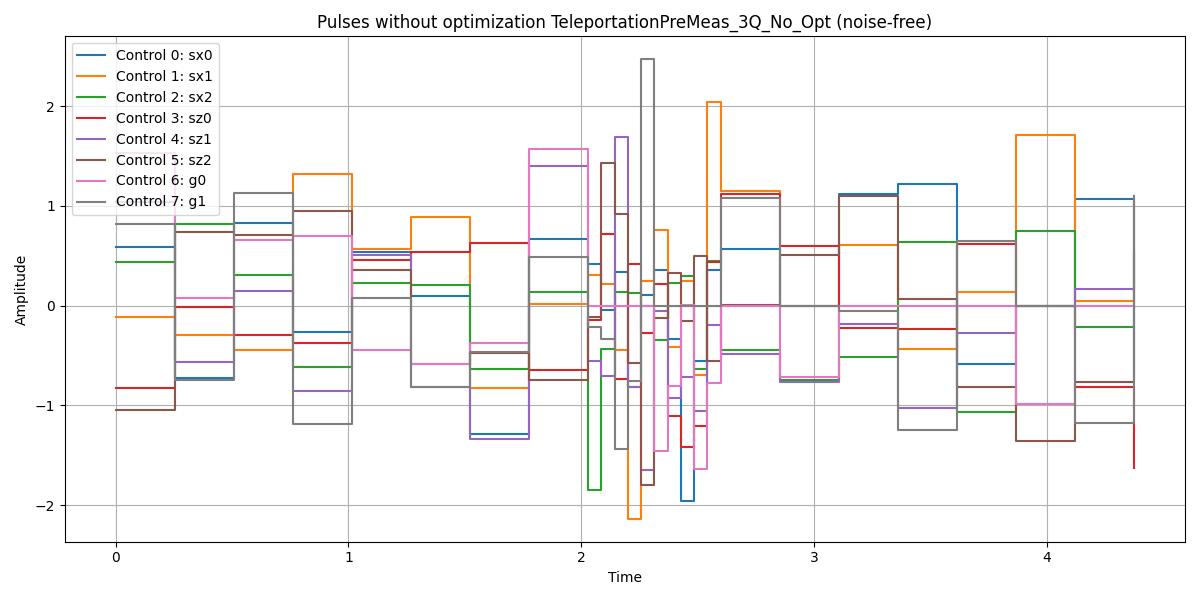 Pulses without optimization TeleportationPreMeas_3Q_No_Opt (noise-free)
Control 0: sx0
Control 1: sx1
Control 2: sx2
Control 3: sz0
Control 4: sz1
Control 5: sz2
Control 6: g0
Control 7: g1
Amplitude
2
1
0
−1
−2
0
1
2
3
4
Time